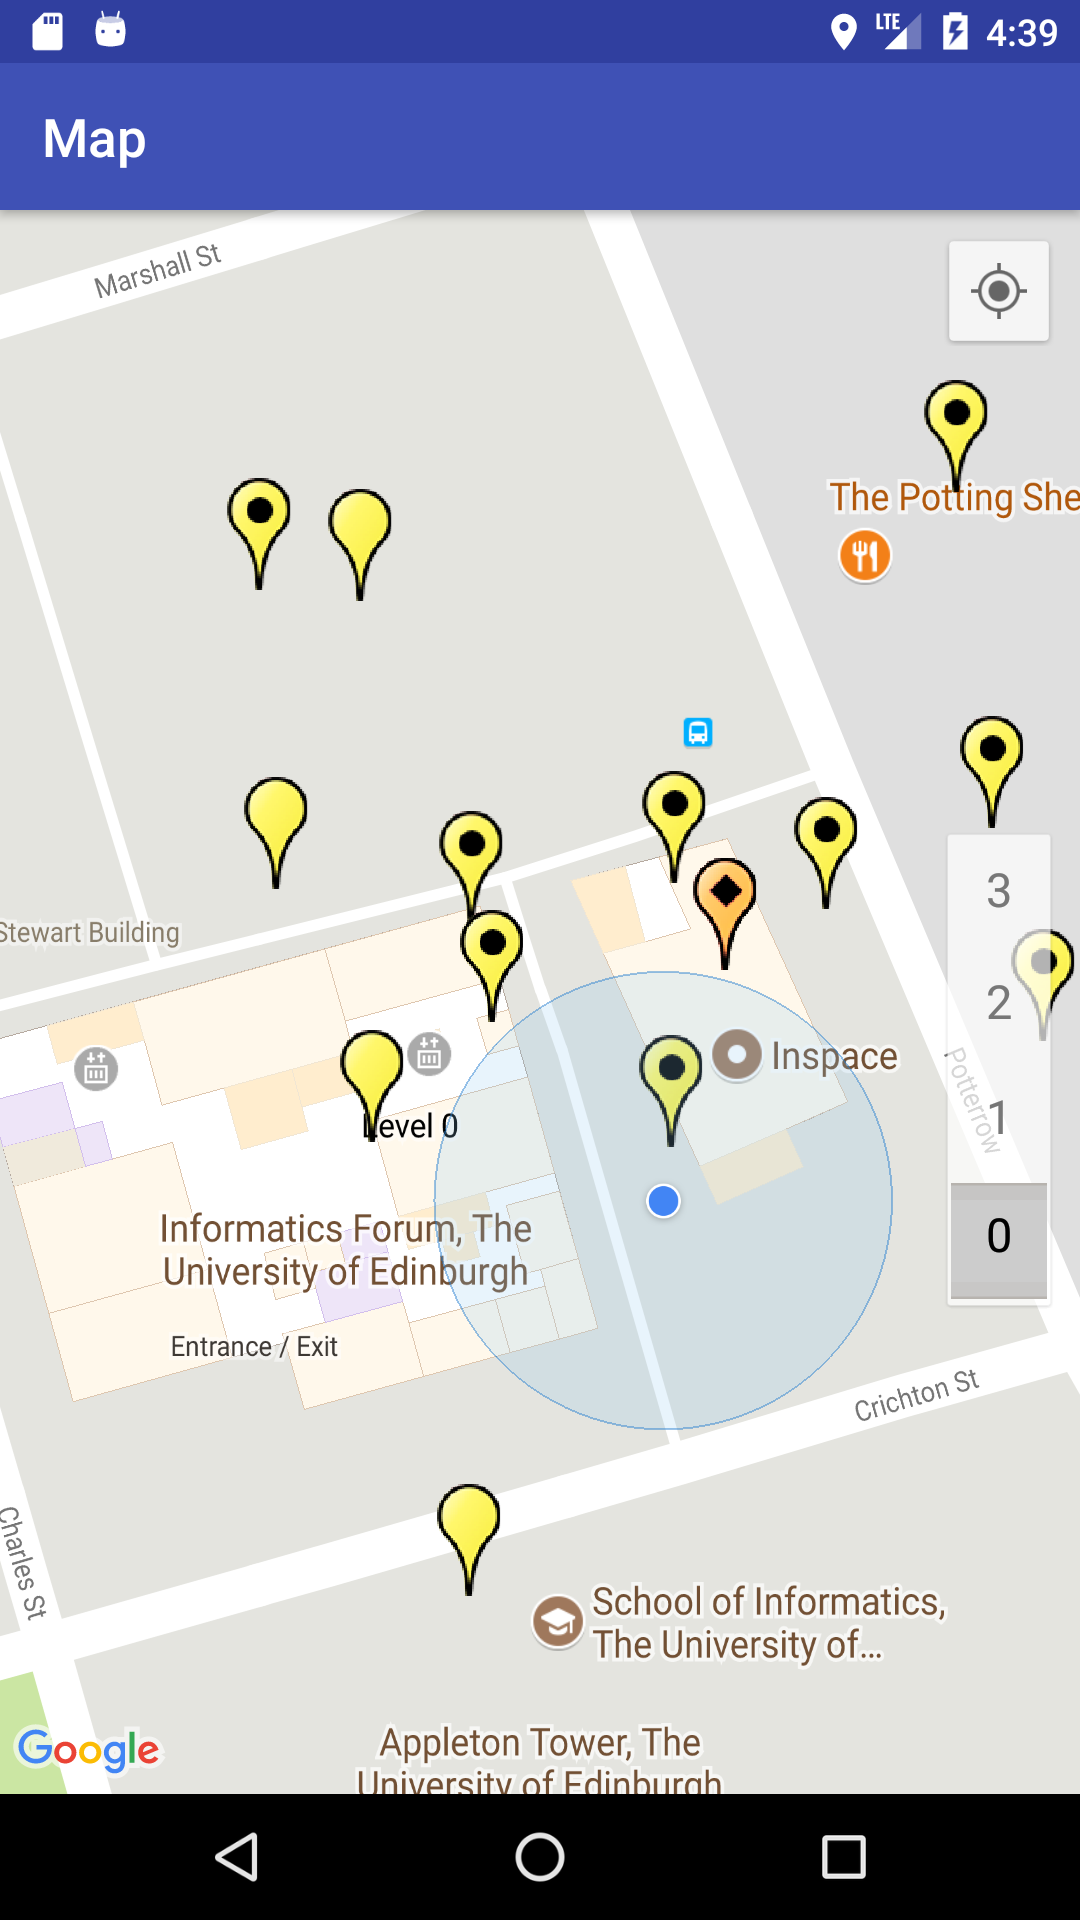 LTE 4:39
Map
Marshall St
The Potting She
Stewart Building
3
2
1
0
Inspace
Potterrow
Level 0
Informatics Forum, The
University of Edinburgh
Entrance / Exit
Crichton St
Charles St
School of Informatics,
The University of...
Google
Appleton Tower, The
University of Edinburgh